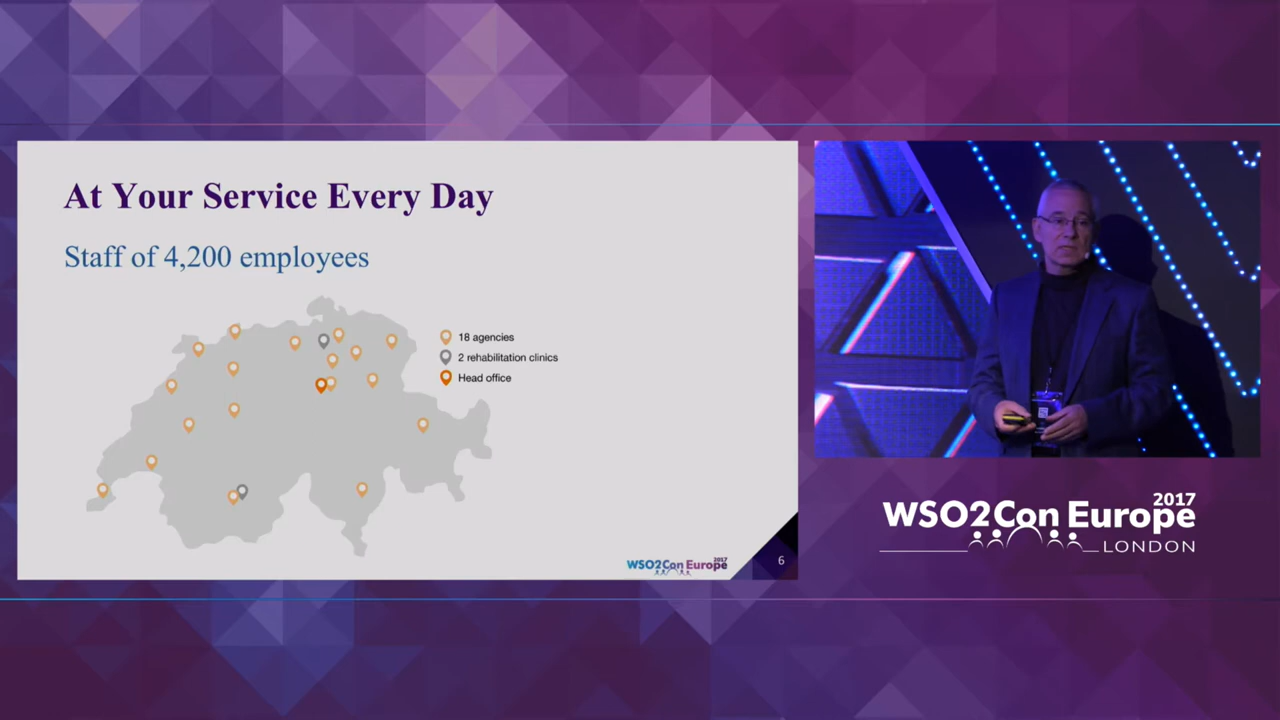 At Your Service Every Day
Staff of 4,200 employees
18 agencies
2 rehabilitation clinics
Head office
WSO2Con Europe 2017
6
WSO2Con Europe 2017
LONDON